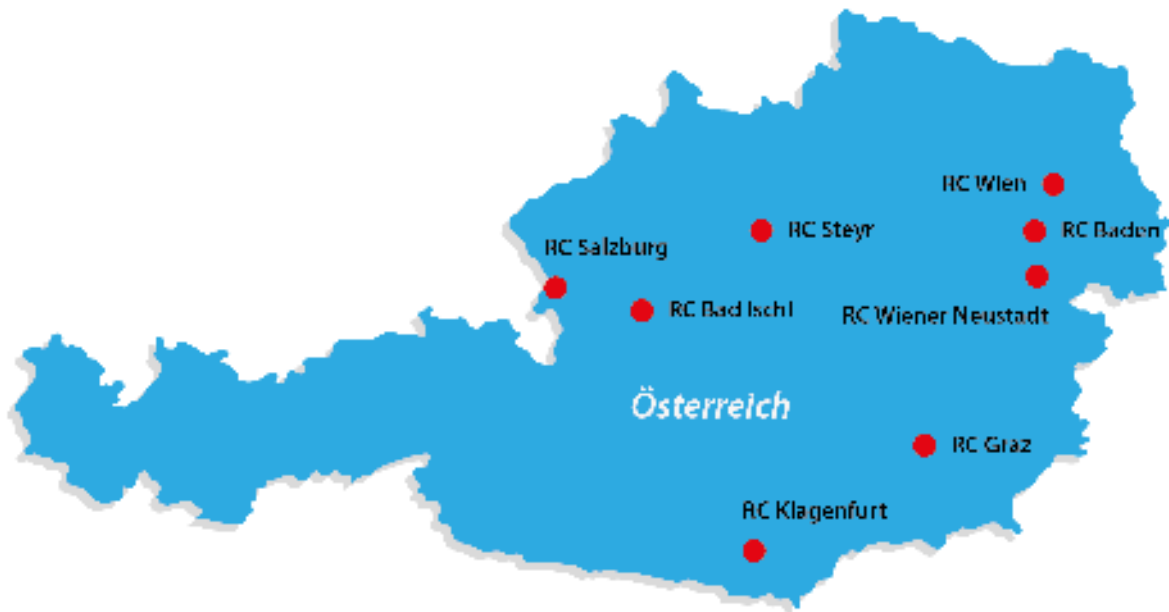 RC Wien
RC Steyr
RC Baden
RC Salzburg
RC Bad Ischl
RC Wiener Neustadt
Österreich
RC Graz
RC Klagenfurt